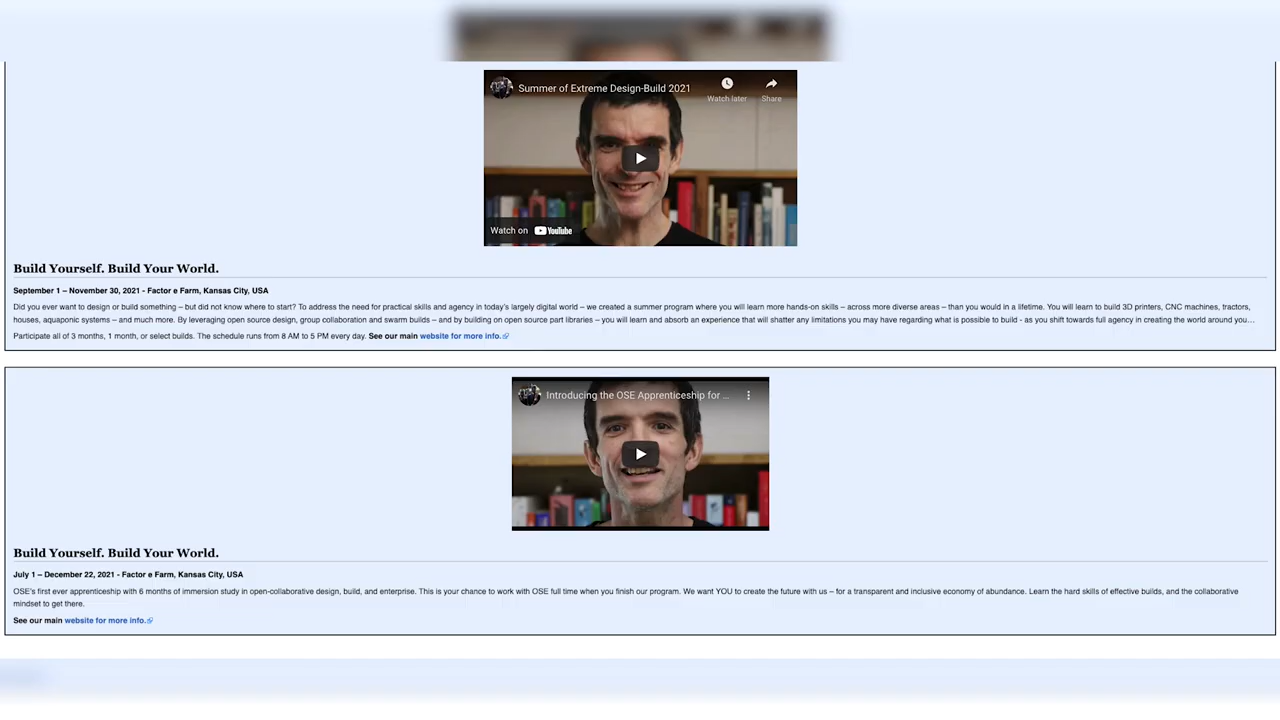 Summer of Extreme Design-Build 2021
Watch later
Share
Watch on YouTube
Build Yourself. Build Your World.
September 1 – November 30, 2021 - Factor e Farm, Kansas City, USA
Did you ever want to design or build something – but did not know where to start? To address the need for practical skills and agency in today's largely digital world – we created a summer program where you will learn more hands-on skills – across more diverse areas – than you would in a lifetime. You will learn to build 3D printers, CNC machines, tractors,
houses, aquaponic systems – and much more. By leveraging open source design, group collaboration and swarm builds – and by building on open source part libraries – you will learn and absorb an experience that will shatter any limitations you may have regarding what is possible to build - as you shift towards full agency in creating the world around you…
Participate all of 3 months, 1 month, or select builds. The schedule runs from 8 AM to 5 PM every day. See our main website for more info.
Introducing the OSE Apprenticeship for ...
Build Yourself. Build Your World.
July 1 – December 22, 2021 - Factor e Farm, Kansas City, USA
OSE's first ever apprenticeship with 6 months of immersion study in open-collaborative design, build, and enterprise. This is your chance to work with OSE full time when you finish our program. We want YOU to create the future with us – for a transparent and inclusive economy of abundance. Learn the hard skills of effective builds, and the collaborative
mindset to get there.
See our main website for more info.